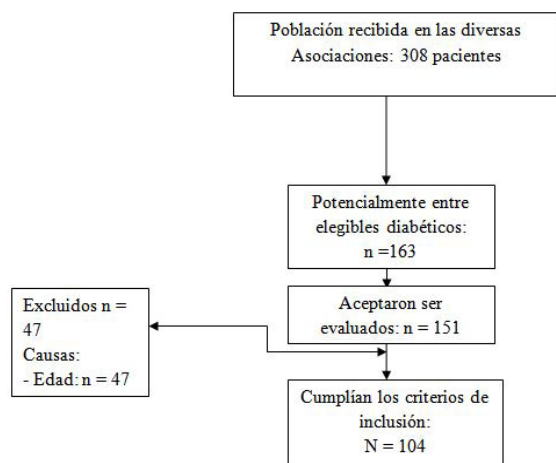 Población recibida en las diversas
Asociaciones: 308 pacientes
Potencialmente entre
elegibles diabéticos:
n =163
Aceptaron ser
evaluados: n = 151
Excluidos n =
47
Causas:
- Edad: n = 47
Cumplían los criterios de
inclusión:
N = 104